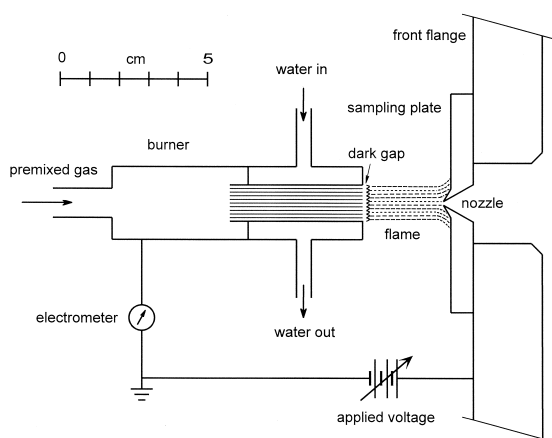 front flange
0 cm 5
water in
sampling plate
burner
dark gap
premixed gas
nozzle
flame
electrometer
water out
applied voltage